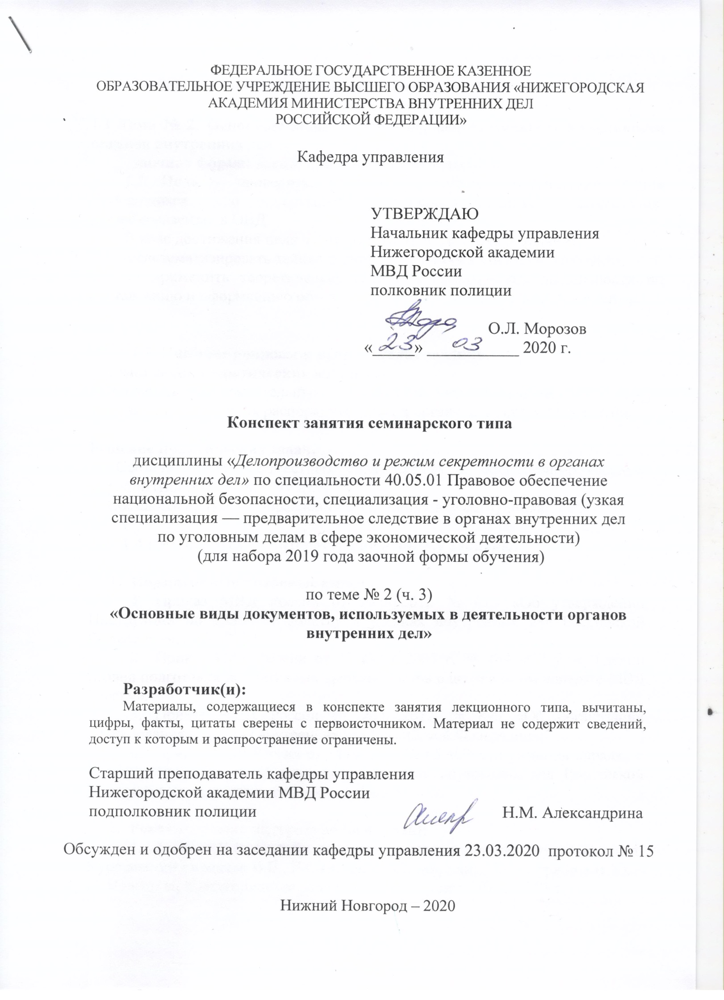 ФЕДЕРАЛЬНОЕ ГОСУДАРСТВЕННОЕ КАЗЕННОЕ
ОБРАЗОВАТЕЛЬНОЕ УЧРЕЖДЕНИЕ ВЫСШЕГО ОБРАЗОВАНИЯ «НИЖЕГОРОДСКАЯ
АКАДЕМИЯ МИНИСТЕРСТВА ВНУТРЕННИХ ДЕЛ
РОССИЙСКОЙ ФЕДЕРАЦИИ»
Кафедра управления
УТВЕРЖДАЮ
Начальник кафедры управления
Нижегородской академии
МВД России
полковник полиции
О.Л. Морозов
«23» 03 2020 г.
Конспект занятия семинарского типа
дисциплины «Делопроизводство и режим секретности в органах
внутренних дел» по специальности 40.05.01 Правовое обеспечение
национальной безопасности, специализация - уголовно-правовая (узкая
специализация — предварительное следствие в органах внутренних дел
по уголовным делам в сфере экономической деятельности)
(для набора 2019 года заочной формы обучения)
по теме № 2 (ч. 3)
«Основные виды документов, используемых в деятельности органов
внутренних дел»
Разработчик(и):
Материалы, содержащиеся в конспекте занятия лекционного типа, вычитаны,
цифры, факты, цитаты сверены с первоисточником. Материал не содержит сведений,
доступ к которым и распространение ограничены.
Старший преподаватель кафедры управления
Нижегородской академии МВД России
подполковник полиции Н.М. Александрина
Обсужден и одобрен на заседании кафедры управления 23.03.2020 протокол № 15
Нижний Новгород – 2020